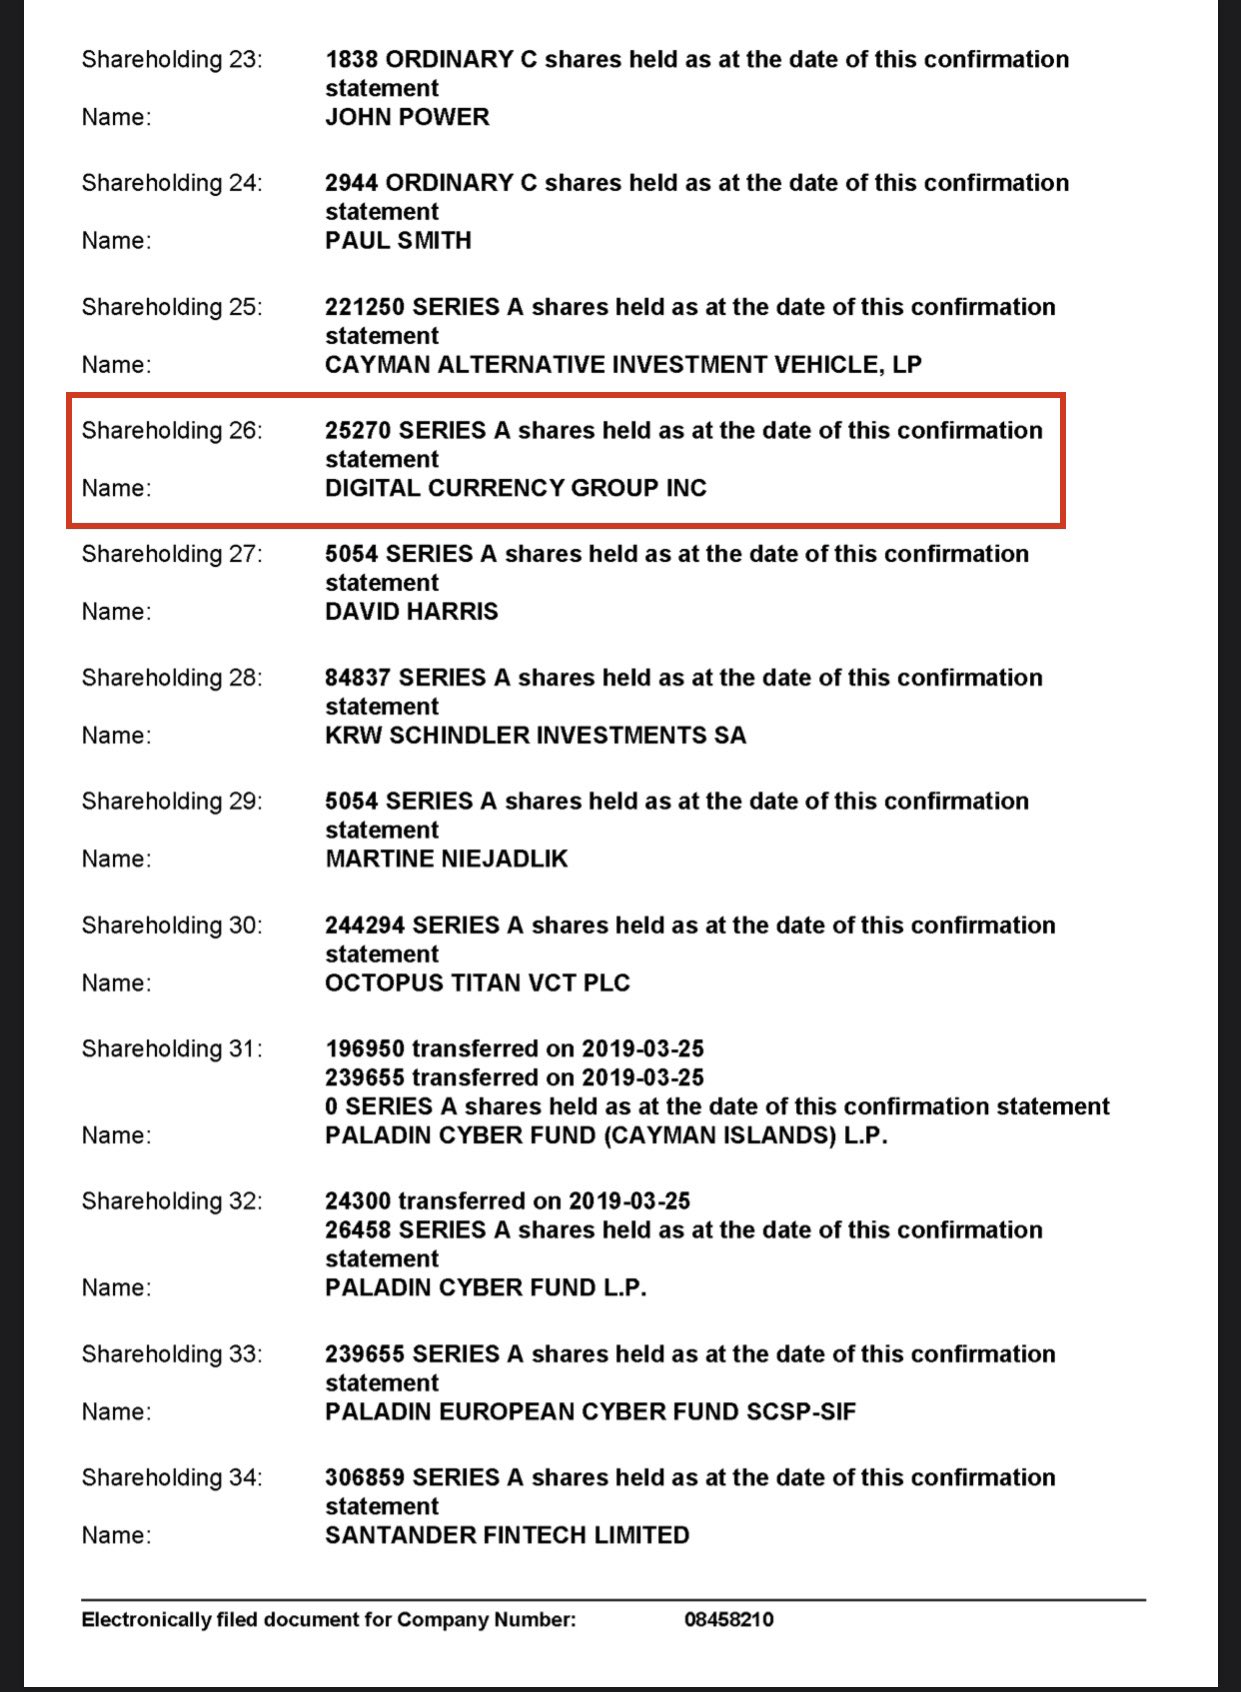 Shareholding 23: 1838 ORDINARY C shares held as at the date of this confirmation
statement
Name: JOHN POWER
Shareholding 24: 2944 ORDINARY C shares held as at the date of this confirmation
statement
Name: PAUL SMITH
Shareholding 25: 221250 SERIES A shares held as at the date of this confirmation
statement
Name: CAYMAN ALTERNATIVE INVESTMENT VEHICLE, LP
Shareholding 26: 25270 SERIES A shares held as at the date of this confirmation
statement
Name: DIGITAL CURRENCY GROUP INC
Shareholding 27: 5054 SERIES A shares held as at the date of this confirmation
statement
Name: DAVID HARRIS
Shareholding 28: 84837 SERIES A shares held as at the date of this confirmation
statement
Name: KRW SCHINDLER INVESTMENTS SA
Shareholding 29: 5054 SERIES A shares held as at the date of this confirmation
statement
Name: MARTINE NIEJADLIK
Shareholding 30: 244294 SERIES A shares held as at the date of this confirmation
statement
Name: OCTOPUS TITAN VCT PLC
Shareholding 31: 196950 transferred on 2019-03-25
239655 transferred on 2019-03-25
0 SERIES A shares held as at the date of this confirmation statement
Name: PALADIN CYBER FUND (CAYMAN ISLANDS) L.P.
Shareholding 32: 24300 transferred on 2019-03-25
26458 SERIES A shares held as at the date of this confirmation
statement
Name: PALADIN CYBER FUND L.P.
Shareholding 33: 239655 SERIES A shares held as at the date of this confirmation
statement
Name: PALADIN EUROPEAN CYBER FUND SCSP-SIF
Shareholding 34: 306859 SERIES A shares held as at the date of this confirmation
statement
Name: SANTANDER FINTECH LIMITED
Electronically filed document for Company Number: 08458210